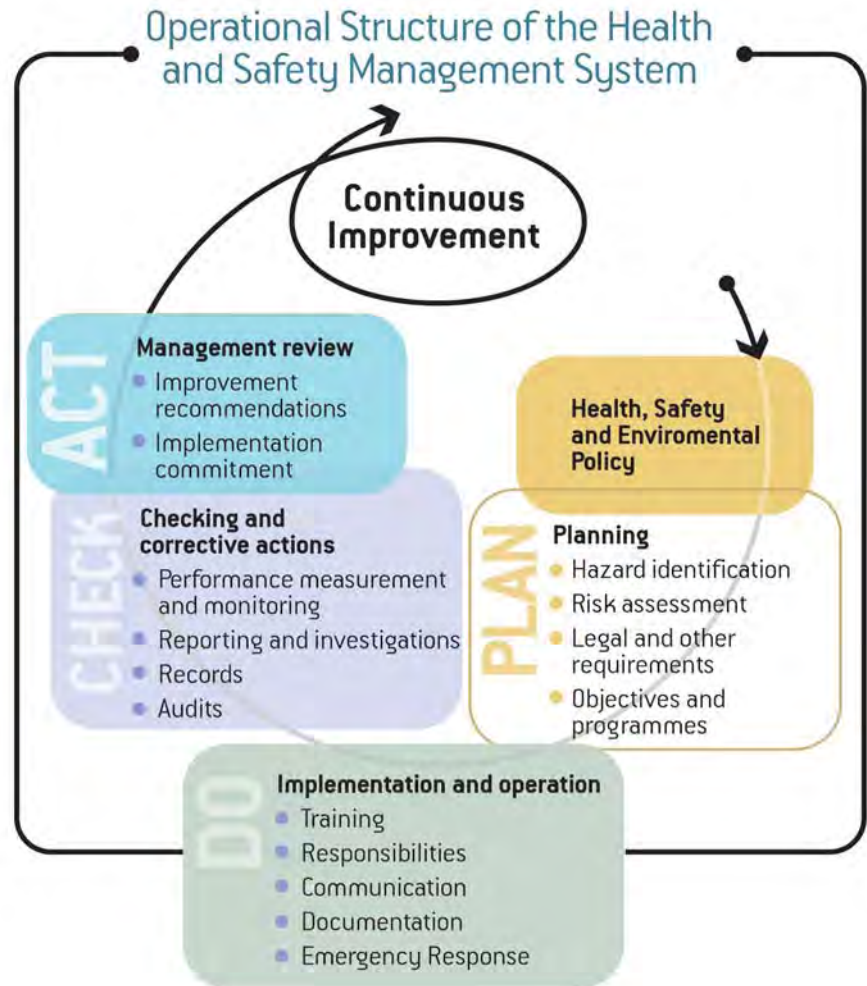 Operational Structure of the Health
and Safety Management System
Continuous
Improvement
ACT
Management review
Improvement
recommendations
Implementation
commitment
Health, Safety
and Enviromental
Policy
CHECK
Checking and
corrective actions
Performance measurement
and monitoring
Reporting and investigations
Records
Audits
PLAN
Planning
Hazard identification
Risk assessment
Legal and other
requirements
Objectives and
programmes
DO
Implementation and operation
Training
Responsibilities
Communication
Documentation
Emergency Response